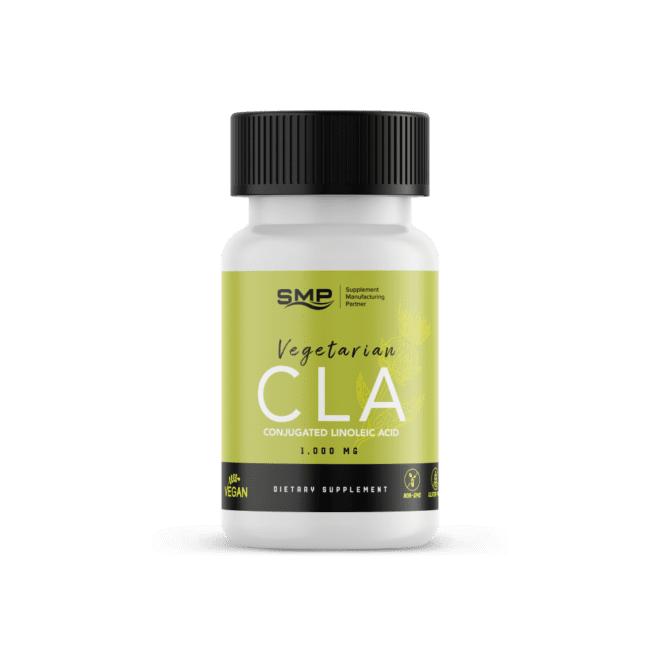 SMP
Supplement
Manufacturing
Partner
Vegetarian
CLA
CONJUGATED LINOLEIC ACID
1,000 MG
VEGAN
DIETARY SUPPLEMENT
NON-GMO